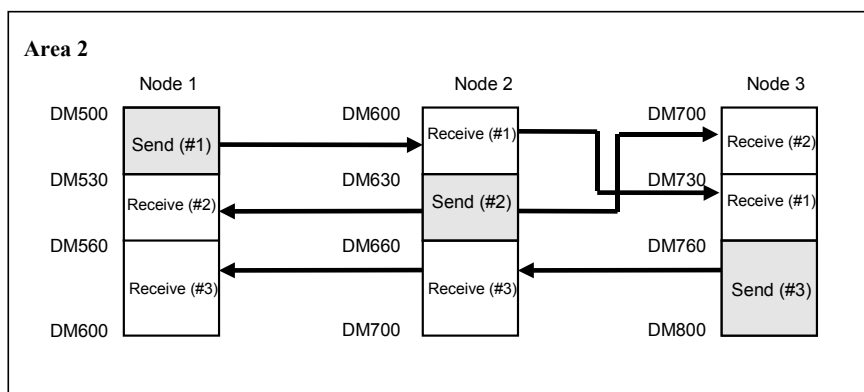 Area 2
Node 1 Node 2 Node 3
DM500 DM600 DM700
Send (#1) Receive (#1) Receive (#2)
DM530 DM630 DM730
Receive (#2) Send (#2) Receive (#1)
DM560 DM660 DM760
Receive (#3) Receive (#3) Send (#3)
DM600 DM700 DM800